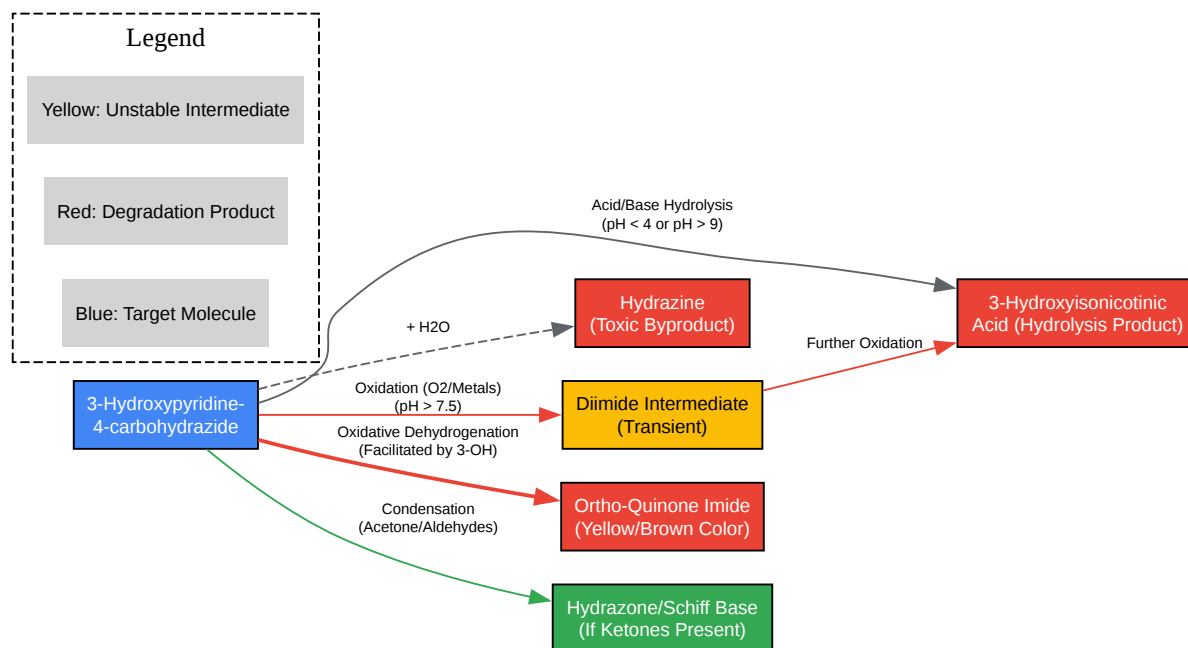 Legend
Yellow: Unstable Intermediate
Red: Degradation Product
Blue: Target Molecule
Acid/Base Hydrolysis
(pH < 4 or pH > 9)
Hydrazine
(Toxic Byproduct)
3-Hydroxyisonicotinic
Acid (Hydrolysis Product)
+ H2O
Further Oxidation
3-Hydroxypyridine-
4-carbohydrazide
Oxidation (O2/Metals)
(pH > 7.5)
Diimide Intermediate
(Transient)
Oxidative Dehydrogenation
(Facilitated by 3-OH)
Ortho-Quinone Imide
(Yellow/Brown Color)
Condensation
(Acetone/Aldehydes)
Hydrazone/Schiff Base
(If Ketones Present)